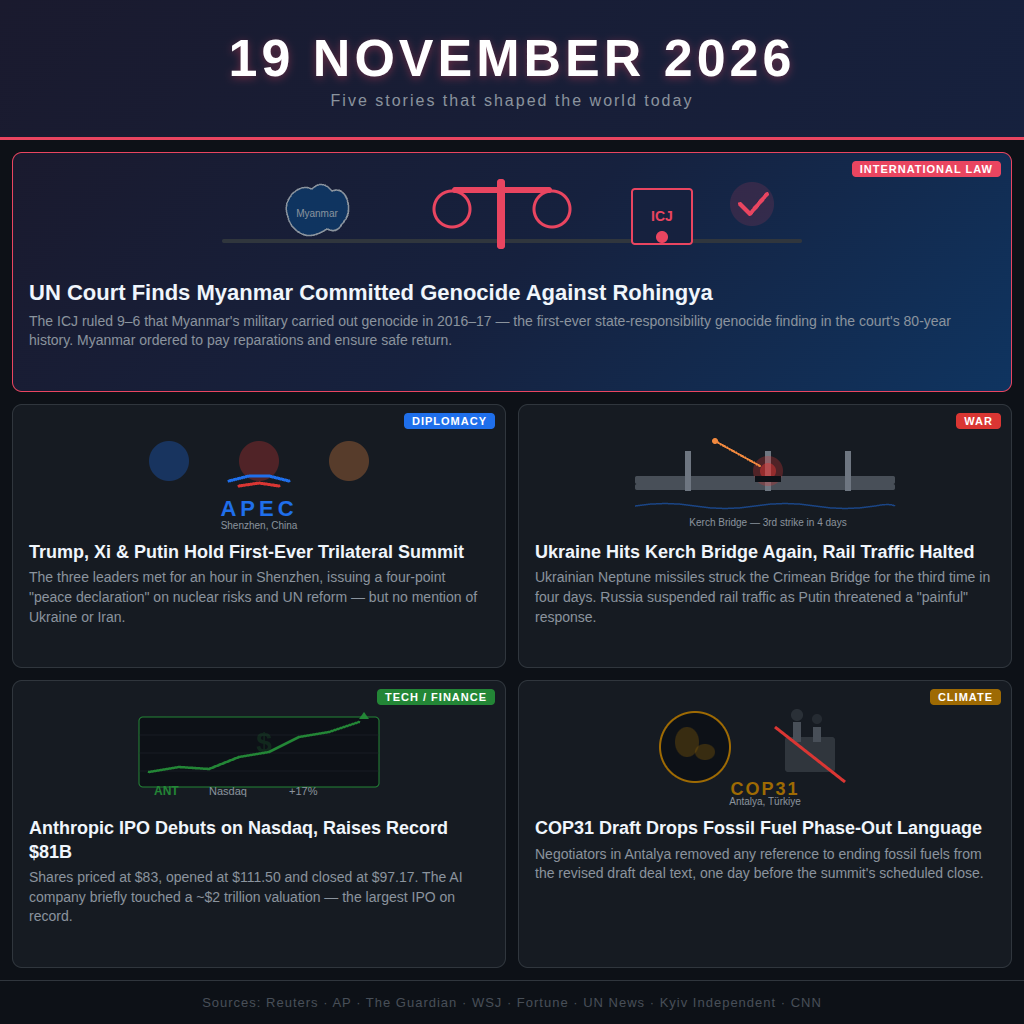 19 NOVEMBER 2026
Five stories that shaped the world today
INTERNATIONAL LAW
Myanmar
ICJ
UN Court Finds Myanmar Committed Genocide Against Rohingya
The ICJ ruled 9–6 that Myanmar's military carried out genocide in 2016–17 — the first-ever state-responsibility genocide finding in the court's 80-year
history. Myanmar ordered to pay reparations and ensure safe return.
DIPLOMACY
APEC
Shenzhen, China
Trump, Xi & Putin Hold First-Ever Trilateral Summit
The three leaders met for an hour in Shenzhen, issuing a four-point
"peace declaration" on nuclear risks and UN reform — but no mention of
Ukraine or Iran.
WAR
Kerch Bridge — 3rd strike in 4 days
Ukraine Hits Kerch Bridge Again, Rail Traffic Halted
Ukrainian Neptune missiles struck the Crimean Bridge for the third time in
four days. Russia suspended rail traffic as Putin threatened a "painful"
response.
TECH / FINANCE
$
ANT Nasdaq +17%
Anthropic IPO Debuts on Nasdaq, Raises Record
$81B
Shares priced at $83, opened at $111.50 and closed at $97.17. The AI
company briefly touched a ~$2 trillion valuation — the largest IPO on
record.
CLIMATE
COP31
Antalya, Türkiye
COP31 Draft Drops Fossil Fuel Phase-Out Language
Negotiators in Antalya removed any reference to ending fossil fuels from
the revised draft deal text, one day before the summit's scheduled close.
Sources: Reuters · AP · The Guardian · WSJ · Fortune · UN News · Kyiv Independent · CNN